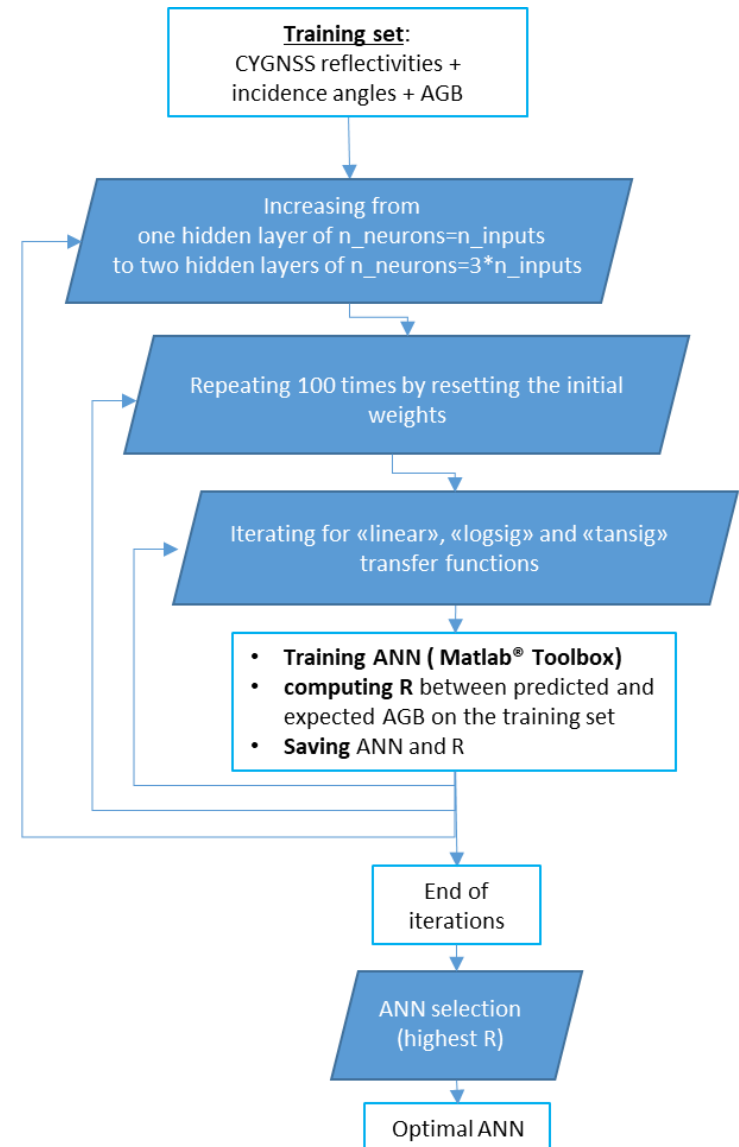 Training set:
CYGNSS reflectivities +
incidence angles + AGB
Increasing from
one hidden layer of n_neurons=n_inputs
to two hidden layers of n_neurons=3*n_inputs
Repeating 100 times by resetting the initial
weights
Iterating for «linear», «logsig» and «tansig»
transfer functions
• Training ANN ( Matlab® Toolbox)
• computing R between predicted and
expected AGB on the training set
• Saving ANN and R
End of
iterations
ANN selection
(highest R)
Optimal ANN